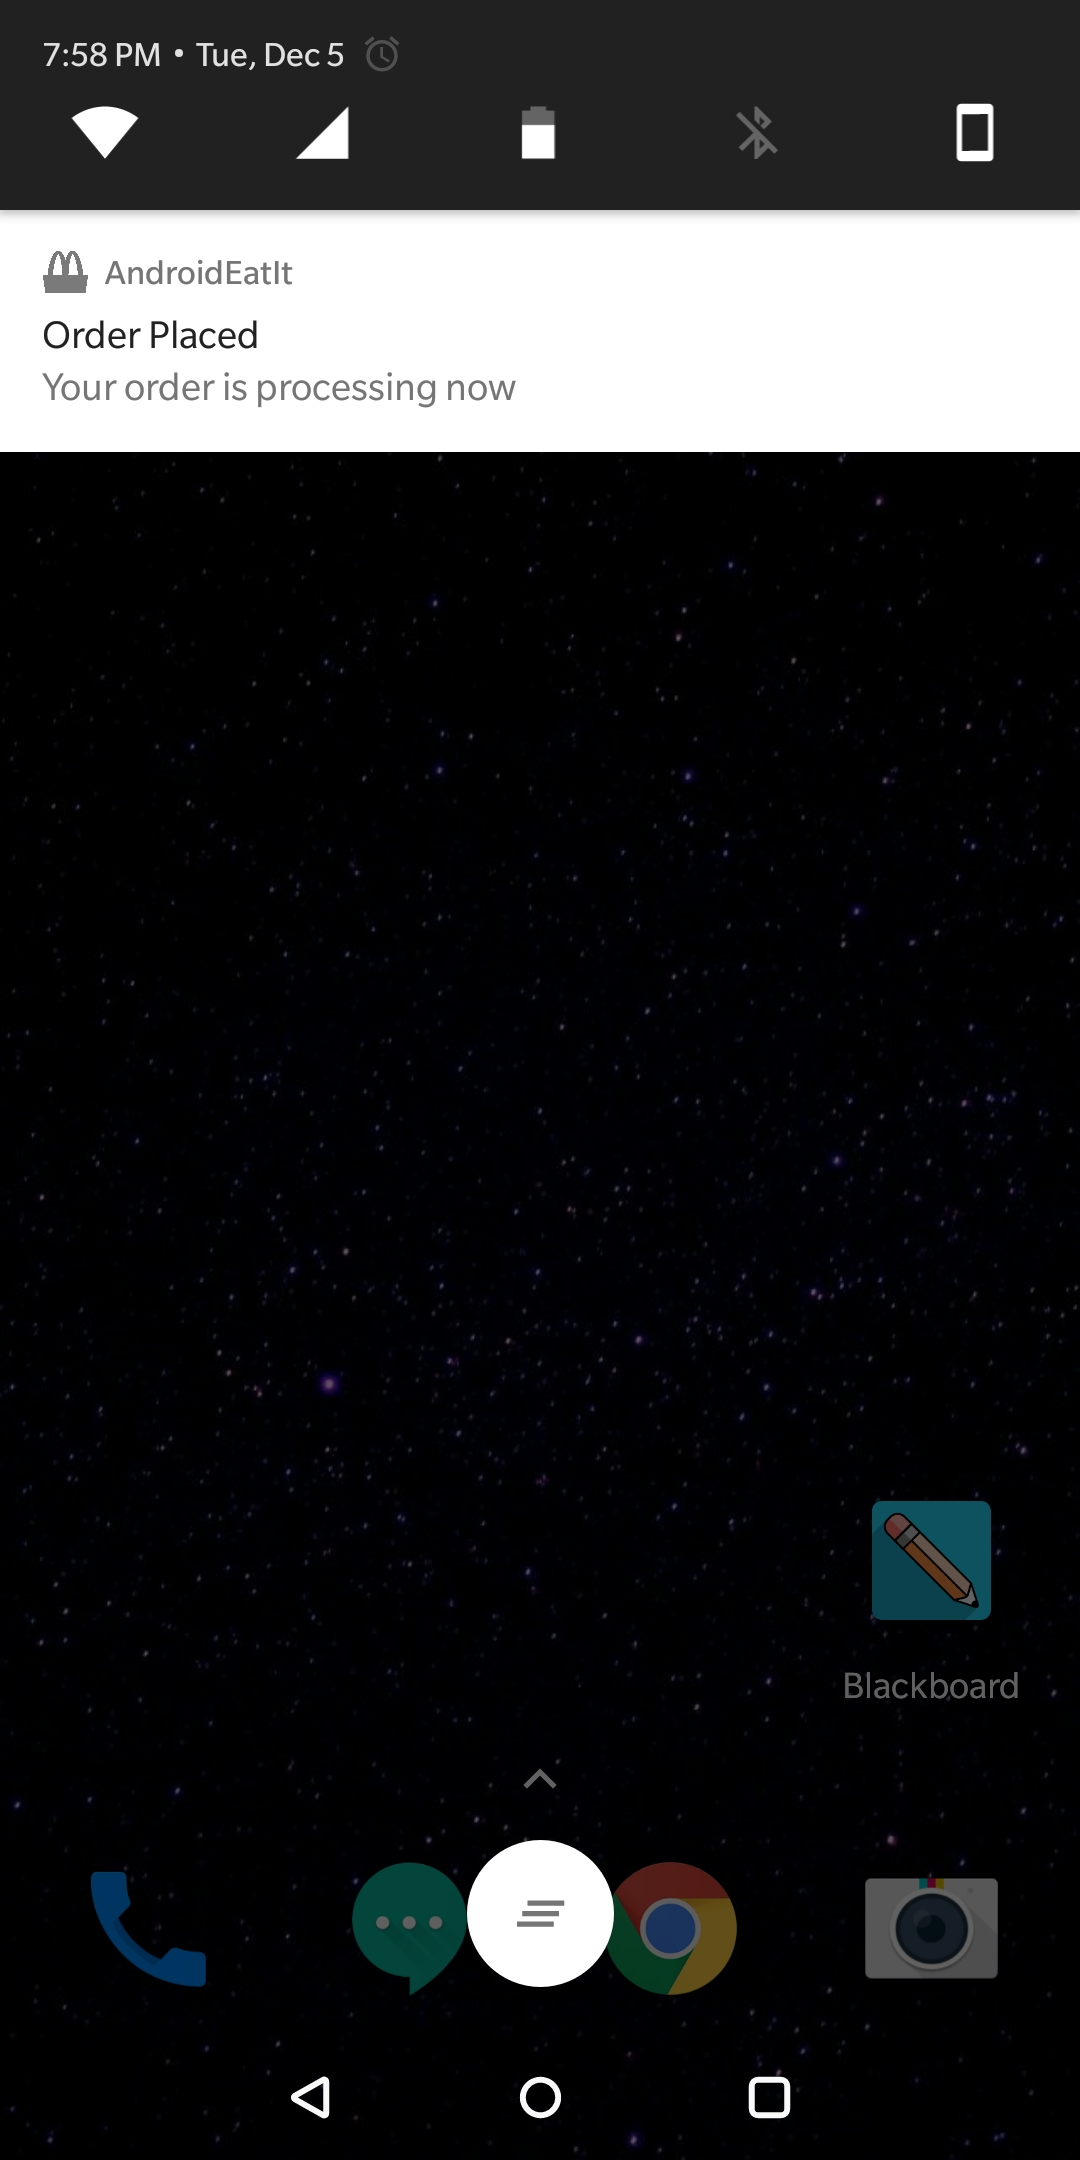 7:58 PM • Tue, Dec 5
AndroidEatIt
Order Placed
Your order is processing now
Blackboard